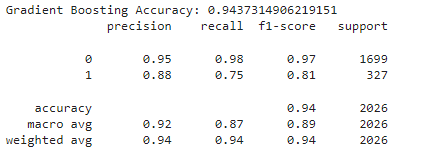 Gradient Boosting Accuracy: 0.9437314906219151
precision recall f1-score support
0 0.95 0.98 0.97 1699
1 0.88 0.75 0.81 327
accuracy 0.94 2026
macro avg 0.92 0.87 0.89 2026
weighted avg 0.94 0.94 0.94 2026